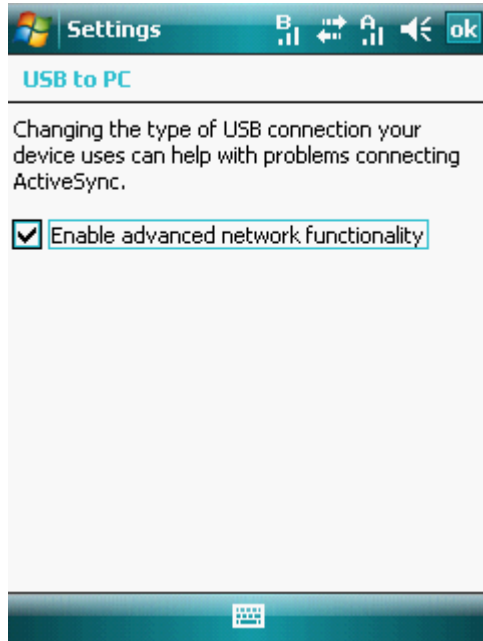 Settings
B
A
ok
USB to PC
Changing the type of USB connection your
device uses can help with problems connecting
ActiveSync.
Enable advanced network functionality